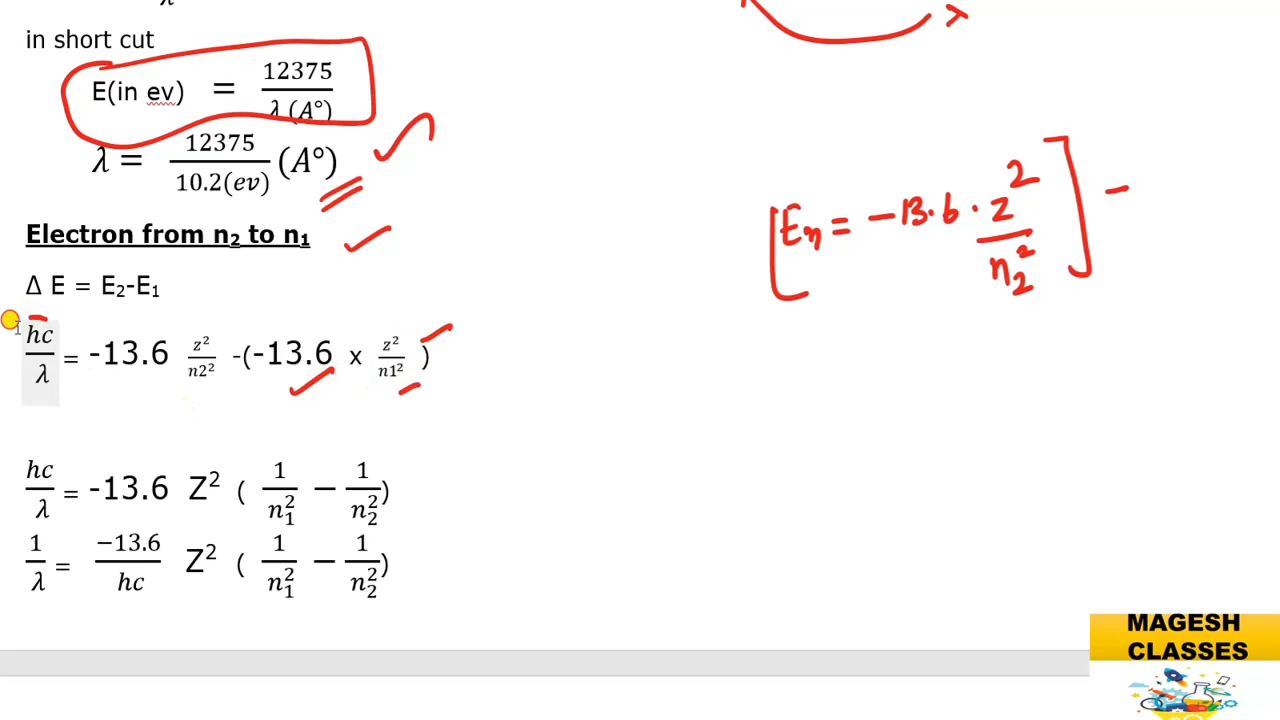 in short cut
E(in ev) = 12375 / λ (A°)
λ = 12375 / 10.2(ev) (A°)
Electron from n₂ to n₁
Δ E = E₂-E₁
hc/λ = -13.6 z²/n2² -(-13.6 x z²/n1² )
hc/λ = -13.6 Z² ( 1/n₁² − 1/n₂²)
1/λ = −13.6/hc Z² ( 1/n₁² − 1/n₂²)
[Eₙ = -13.6 · z²/n₂² ] -
MAGESH
CLASSES